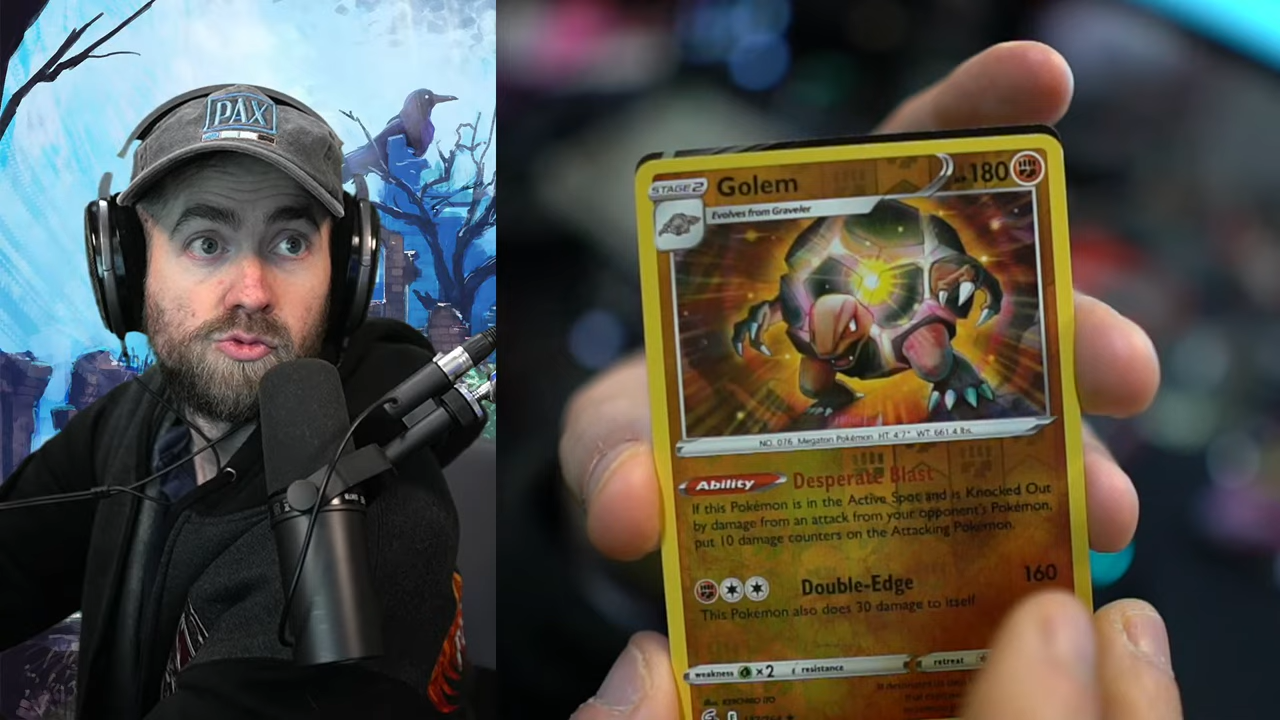 PAX
STAGE 2
Golem
180
Evolves from Graveler
NO. 076 Megaton Pokémon HT: 4'7" WT: 661.4 lbs.
Ability
Desperate Blast
If this Pokémon is in the Active Spot and is Knocked Out
by damage from an attack from your opponent's Pokémon,
put 10 damage counters on the Attacking Pokémon.
Double-Edge
160
This Pokémon also does 30 damage to itself
weakness
×2
resistance
retreat